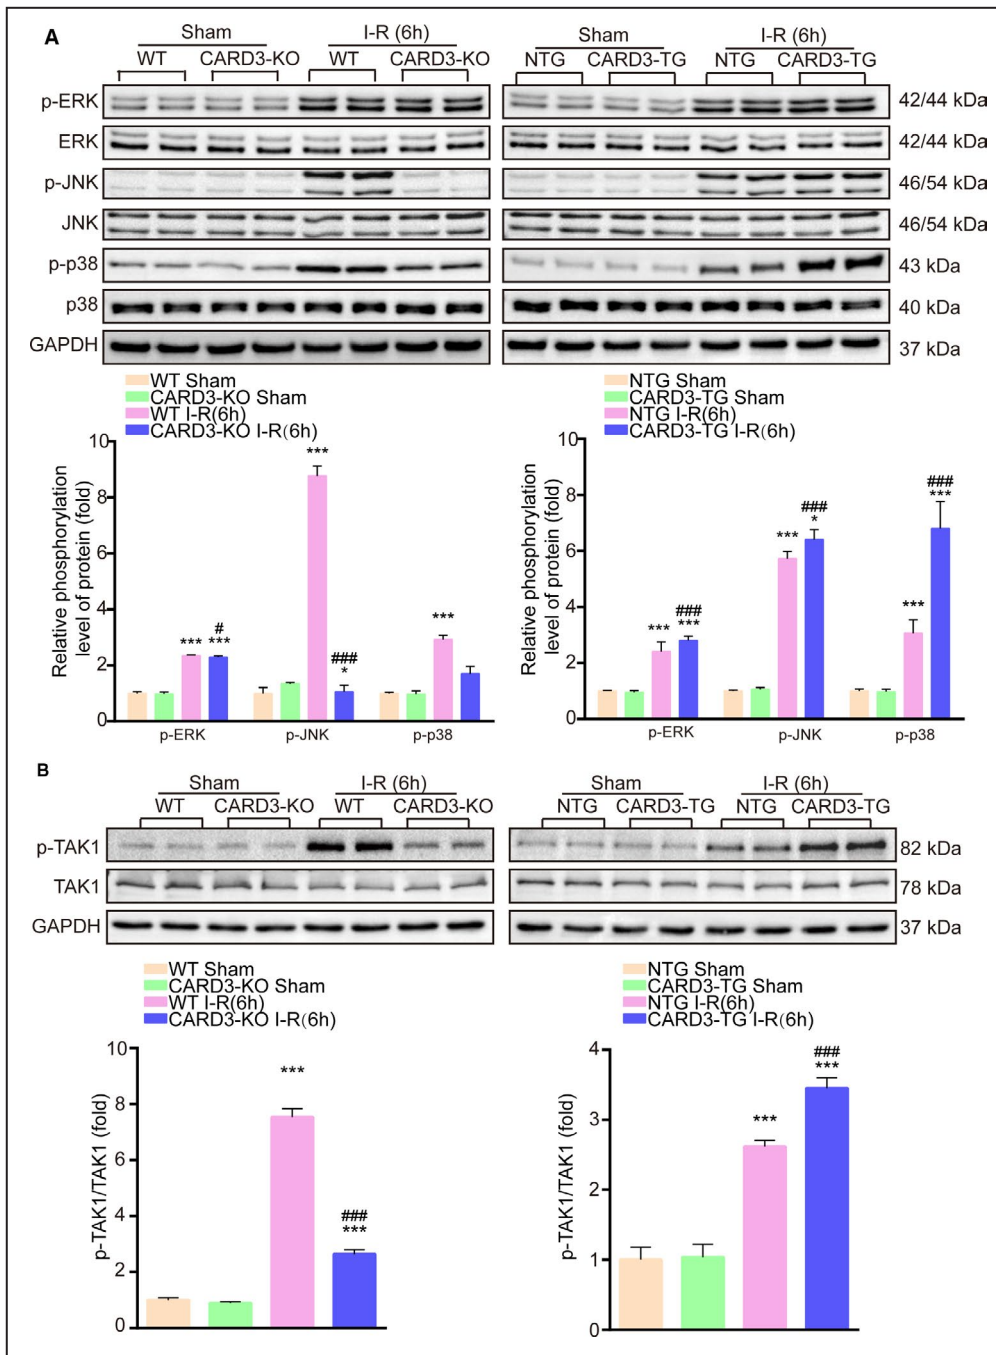 A
Sham I-R (6h) Sham I-R (6h)
WT CARD3-KO WT CARD3-KO NTG CARD3-TG NTG CARD3-TG
p-ERK 42/44 kDa
ERK 42/44 kDa
p-JNK 46/54 kDa
JNK 46/54 kDa
p-p38 43 kDa
p38 40 kDa
GAPDH 37 kDa
WT Sham
CARD3-KO Sham
WT I-R(6h)
CARD3-KO I-R(6h)
Relative phosphorylation
level of protein (fold)
10
8
6
4
2
0
*** # *** *** ### * ***
p-ERK p-JNK p-p38
NTG Sham
CARD3-TG Sham
NTG I-R(6h)
CARD3-TG I-R(6h)
Relative phosphorylation
level of protein (fold)
10
8
6
4
2
0
*** ### *** *** ### * *** ### ***
p-ERK p-JNK p-p38
B
Sham I-R (6h) Sham I-R (6h)
WT CARD3-KO WT CARD3-KO NTG CARD3-TG NTG CARD3-TG
p-TAK1 82 kDa
TAK1 78 kDa
GAPDH 37 kDa
WT Sham
CARD3-KO Sham
WT I-R(6h)
CARD3-KO I-R(6h)
p-TAK1/TAK1 (fold)
10
8
6
4
2
0
*** ### ***
NTG Sham
CARD3-TG Sham
NTG I-R(6h)
CARD3-TG I-R(6h)
p-TAK1/TAK1 (fold)
4
3
2
1
0
*** ### ***